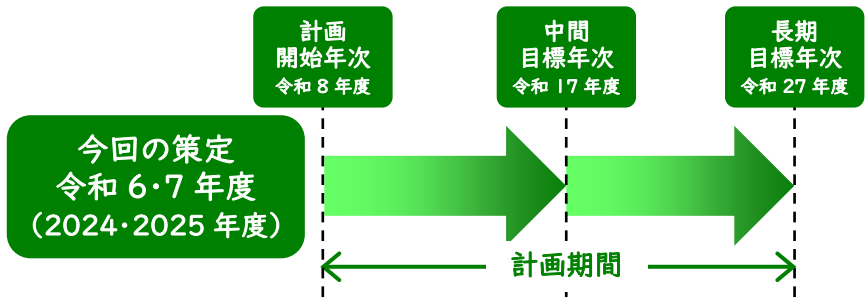 計画
開始年次
令和8年度
中間
目標年次
令和17年度
長期
目標年次
令和27年度
今回の策定
令和6・7年度
（2024・2025年度）
計画期間